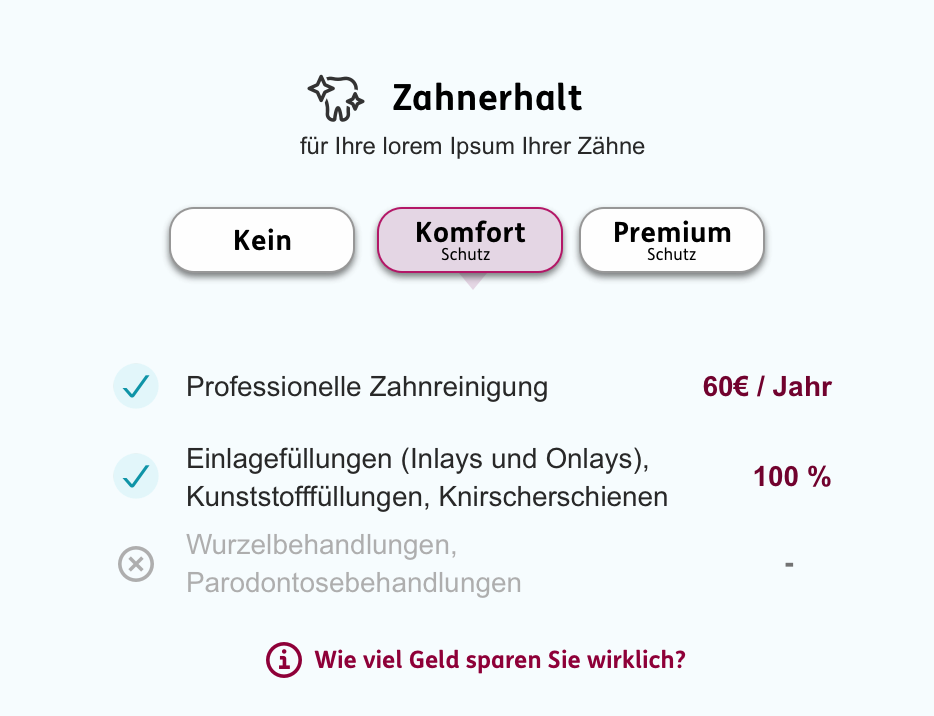 Zahnerhalt
für Ihre lorem Ipsum Ihrer Zähne
Kein
Komfort
Schutz
Premium
Schutz
Professionelle Zahnreinigung
60€ / Jahr
Einlagefüllungen (Inlays und Onlays),
Kunststofffüllungen, Knirscherschienen
100 %
Wurzelbehandlungen,
Parodontosebehandlungen
-
Wie viel Geld sparen Sie wirklich?